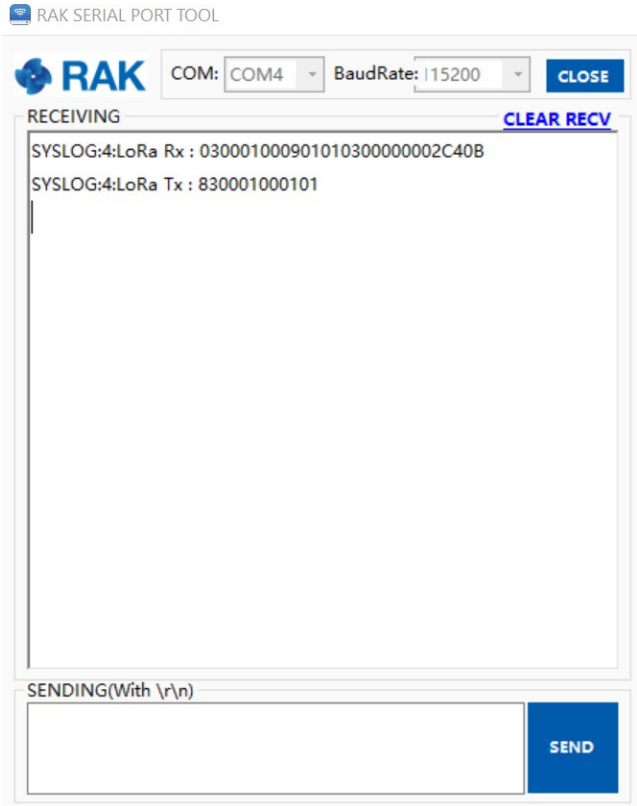 RAK SERIAL PORT TOOL
RAK COM: COM4 BaudRate: 115200 CLOSE
RECEIVING CLEAR RECV
SYSLOG:4:LoRa Rx : 030001000901010300000002C40B
SYSLOG:4:LoRa Tx : 830001000101
SENDING(With \r\n)
SEND